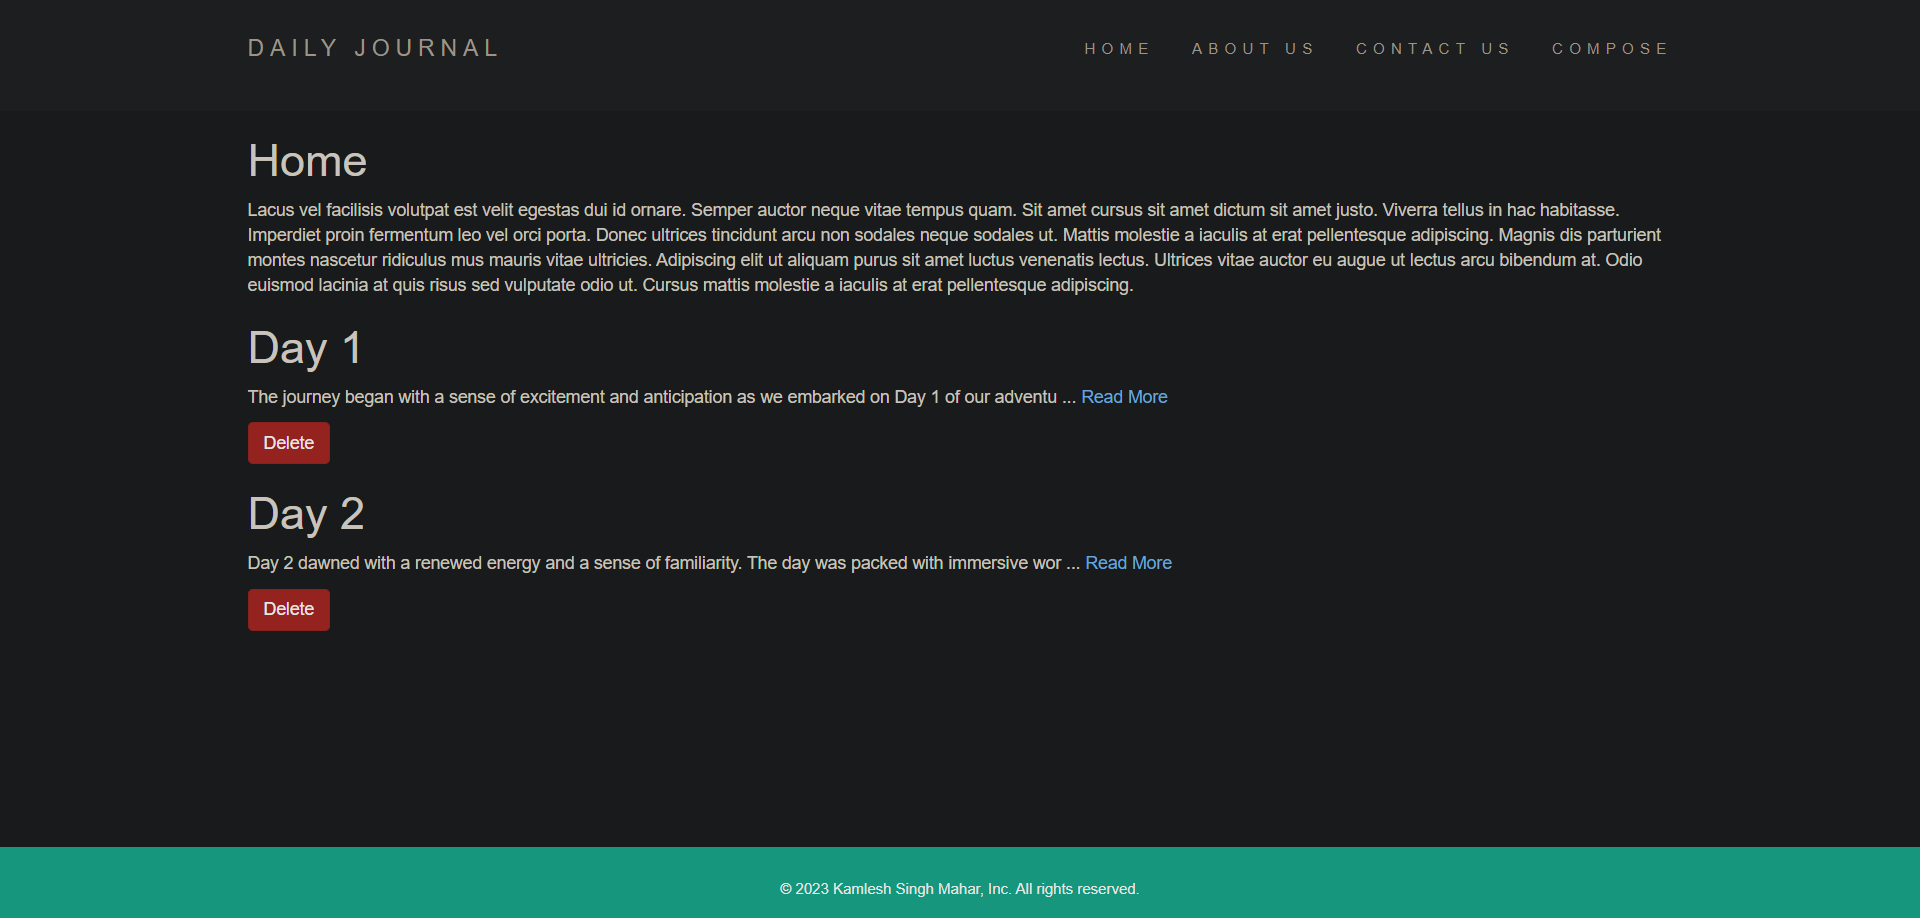 DAILY JOURNAL
HOME ABOUT US CONTACT US COMPOSE
Home
Lacus vel facilisis volutpat est velit egestas dui id ornare. Semper auctor neque vitae tempus quam. Sit amet cursus sit amet dictum sit amet justo. Viverra tellus in hac habitasse.
Imperdiet proin fermentum leo vel orci porta. Donec ultrices tincidunt arcu non sodales neque sodales ut. Mattis molestie a iaculis at erat pellentesque adipiscing. Magnis dis parturient
montes nascetur ridiculus mus mauris vitae ultricies. Adipiscing elit ut aliquam purus sit amet luctus venenatis lectus. Ultrices vitae auctor eu augue ut lectus arcu bibendum at. Odio
euismod lacinia at quis risus sed vulputate odio ut. Cursus mattis molestie a iaculis at erat pellentesque adipiscing.
Day 1
The journey began with a sense of excitement and anticipation as we embarked on Day 1 of our adventu ... Read More
Delete
Day 2
Day 2 dawned with a renewed energy and a sense of familiarity. The day was packed with immersive wor ... Read More
Delete
© 2023 Kamlesh Singh Mahar, Inc. All rights reserved.